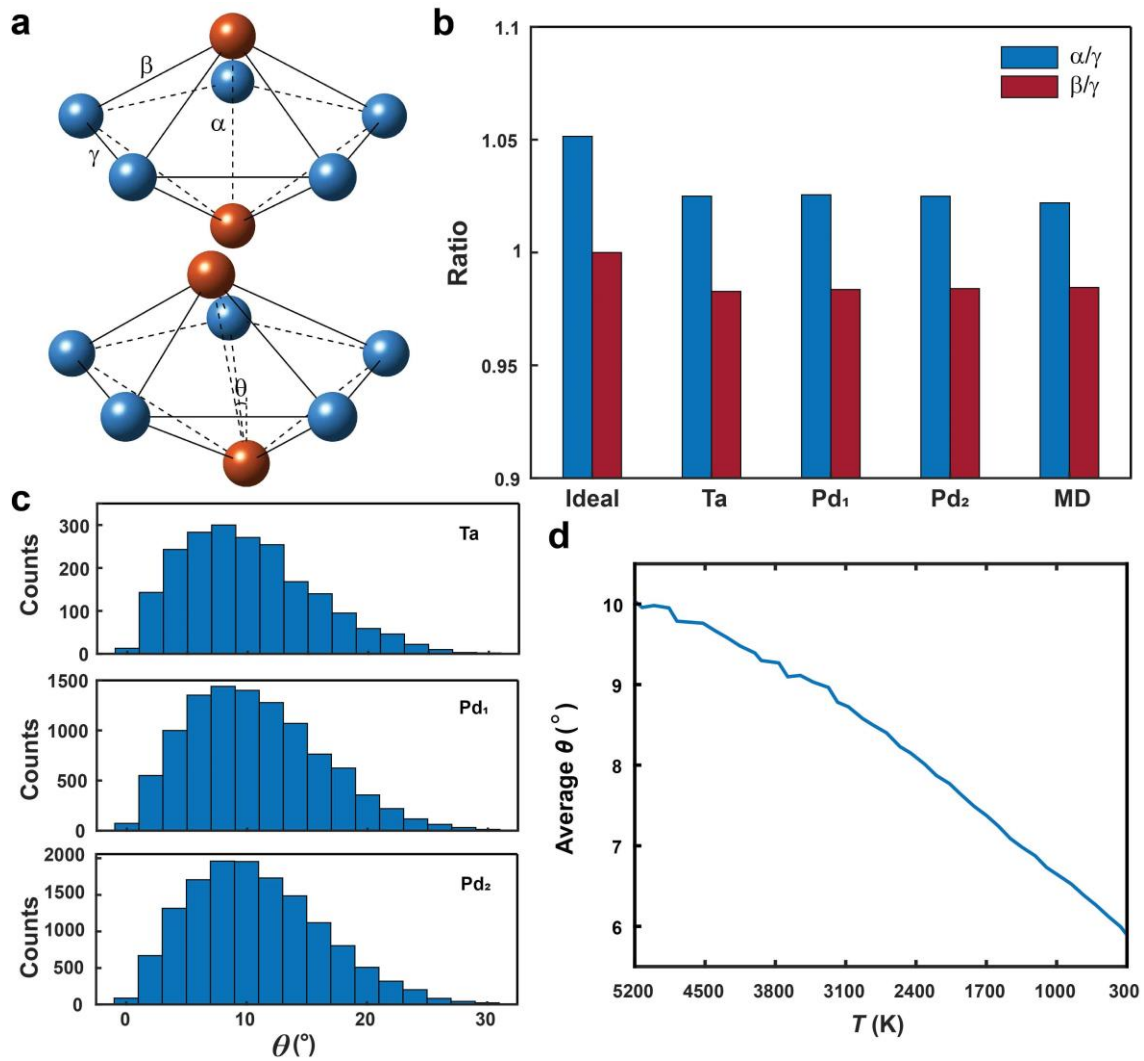 a
β
α
γ
θ
b
1.1
1.05
1
0.95
0.9
Ratio
α/γ
β/γ
Ideal Ta Pd₁ Pd₂ MD
c
Ta
300
200
100
0
Counts
Pd₁
1500
1000
500
0
Counts
Pd₂
2000
1500
1000
500
0
Counts
0 10 20 30
θ (°)
d
10
9
8
7
6
Average θ (°)
5200 4500 3800 3100 2400 1700 1000 300
T (K)